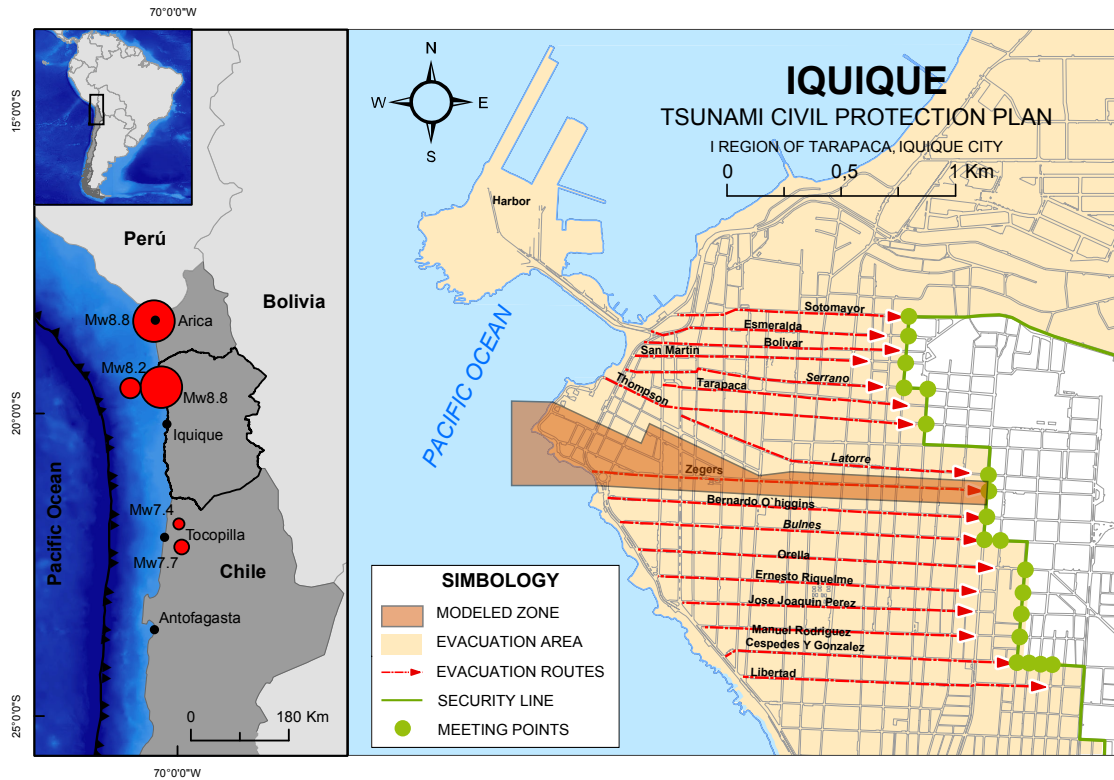 70°0'0"W
15°0'0"S
20°0'0"S
25°0'0"S
70°0'0"W
Perú
Bolivia
Mw8.8
Arica
Mw8.2
Mw8.8
Iquique
Mw7.4
Tocopilla
Mw7.7
Chile
Antofagasta
Pacific Ocean
0 180 Km
N
W E
S
IQUIQUE
TSUNAMI CIVIL PROTECTION PLAN
I REGION OF TARAPACA, IQUIQUE CITY
0 0,5 1 Km
Harbor
PACIFIC OCEAN
Sotomayor
Esmeralda
Bolivar
San Martin
Serrano
Tarapaca
Thompson
Latorre
Zegers
Bernardo O`higgins
Bulnes
Orella
Ernesto Riquelme
Jose Joaquin Perez
Manuel Rodriguez
Cespedes Y Gonzalez
Libertad
SIMBOLOGY
MODELED ZONE
EVACUATION AREA
EVACUATION ROUTES
SECURITY LINE
MEETING POINTS